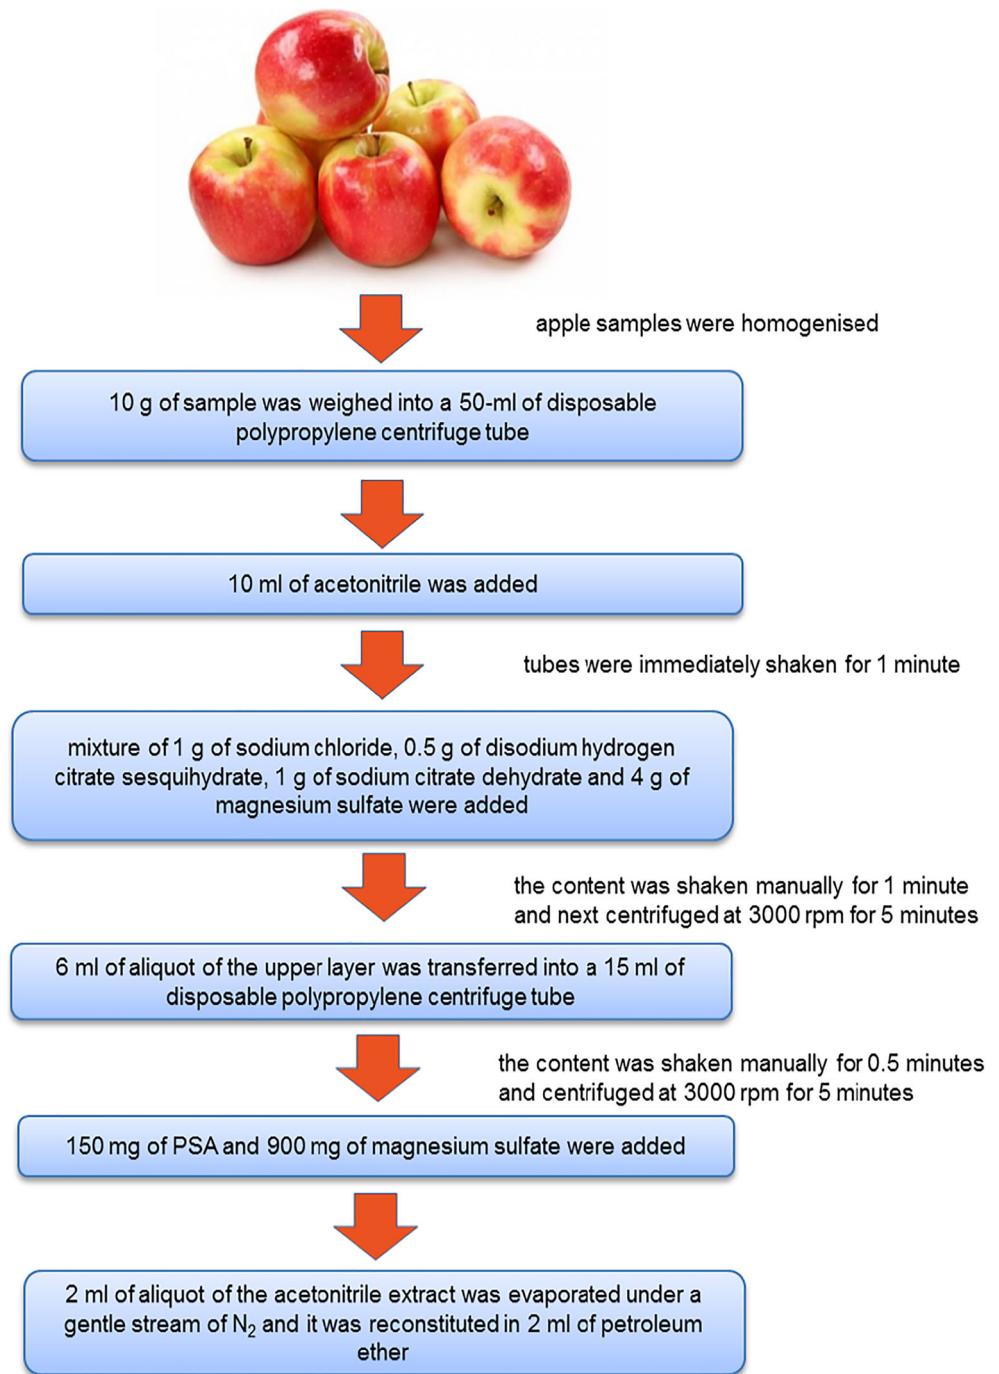 apple samples were homogenised
10 g of sample was weighed into a 50-ml of disposable
polypropylene centrifuge tube
10 ml of acetonitrile was added
tubes were immediately shaken for 1 minute
mixture of 1 g of sodium chloride, 0.5 g of disodium hydrogen
citrate sesquihydrate, 1 g of sodium citrate dehydrate and 4 g of
magnesium sulfate were added
the content was shaken manually for 1 minute
and next centrifuged at 3000 rpm for 5 minutes
6 ml of aliquot of the upper layer was transferred into a 15 ml of
disposable polypropylene centrifuge tube
the content was shaken manually for 0.5 minutes
and centrifuged at 3000 rpm for 5 minutes
150 mg of PSA and 900 mg of magnesium sulfate were added
2 ml of aliquot of the acetonitrile extract was evaporated under a
gentle stream of N₂ and it was reconstituted in 2 ml of petroleum
ether